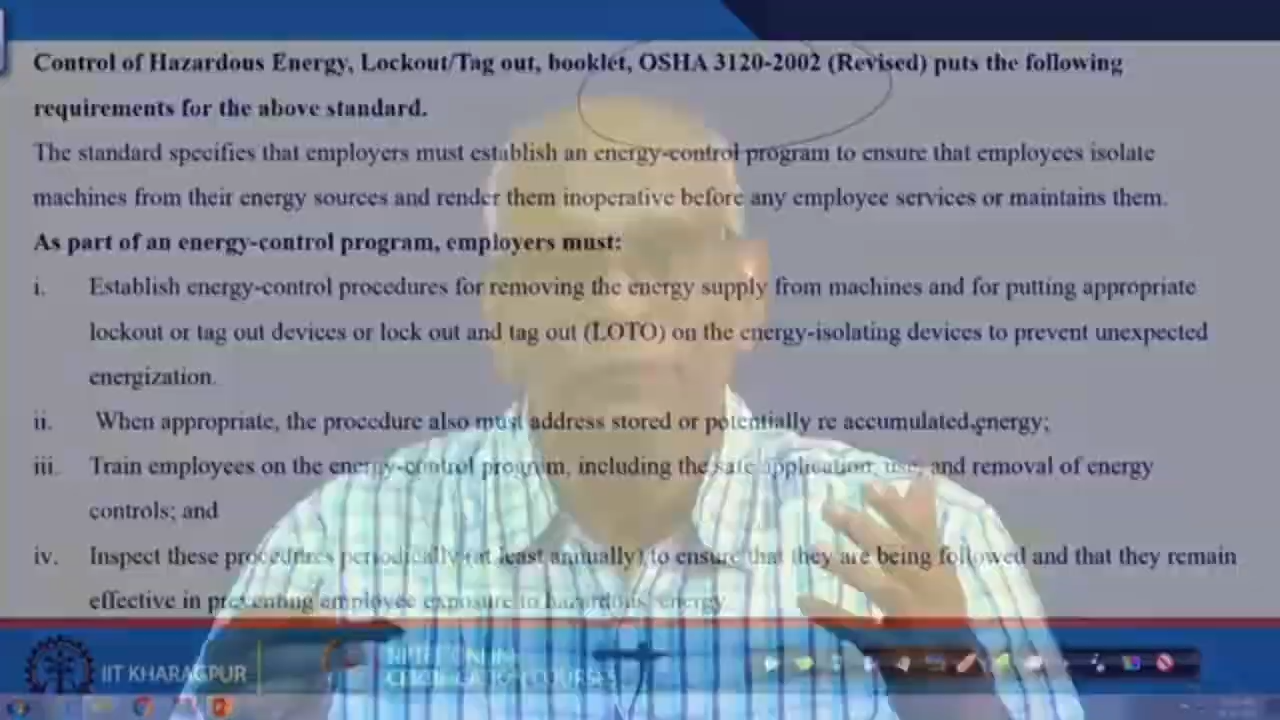 Control of Hazardous Energy, Lockout/Tag out, booklet, OSHA 3120-2002 (Revised) puts the following
requirements for the above standard.
The standard specifies that employers must establish an energy-control program to ensure that employees isolate
machines from their energy sources and render them inoperative before any employee services or maintains them.
As part of an energy-control program, employers must:
i. Establish energy-control procedures for removing the energy supply from machines and for putting appropriate
lockout or tag out devices or lock out and tag out (LOTO) on the energy-isolating devices to prevent unexpected
energization.
ii. When appropriate, the procedure also must address stored or potentially re accumulated energy;
iii. Train employees on the energy-control program, including the safe application, use, and removal of energy
controls; and
iv. Inspect these procedures periodically (at least annually) to ensure that they are being followed and that they remain
effective in preventing employee exposure to hazardous energy.
IIT KHARAGPUR
NPTEL ONLINE
CERTIFICATION COURSES